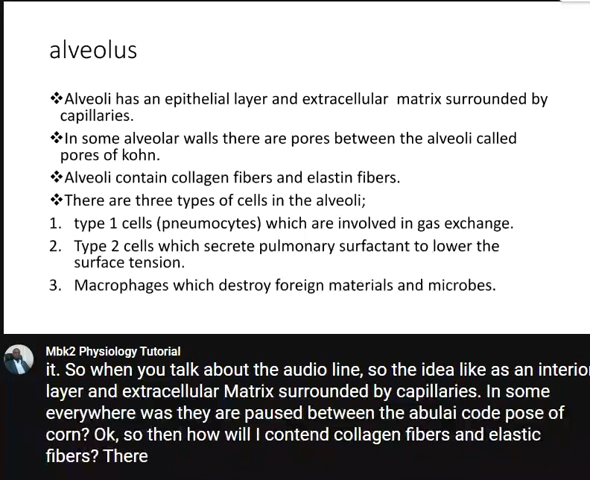 alveolus
❖Alveoli has an epithelial layer and extracellular matrix surrounded by
capillaries.
❖In some alveolar walls there are pores between the alveoli called
pores of kohn.
❖Alveoli contain collagen fibers and elastin fibers.
❖There are three types of cells in the alveoli;
1. type 1 cells (pneumocytes) which are involved in gas exchange.
2. Type 2 cells which secrete pulmonary surfactant to lower the
surface tension.
3. Macrophages which destroy foreign materials and microbes.
Mbk2 Physiology Tutorial
it. So when you talk about the audio line, so the idea like as an interior
layer and extracellular Matrix surrounded by capillaries. In some
everywhere was they are paused between the abulai code pose of
corn? Ok, so then how will I contend collagen fibers and elastic
fibers? There